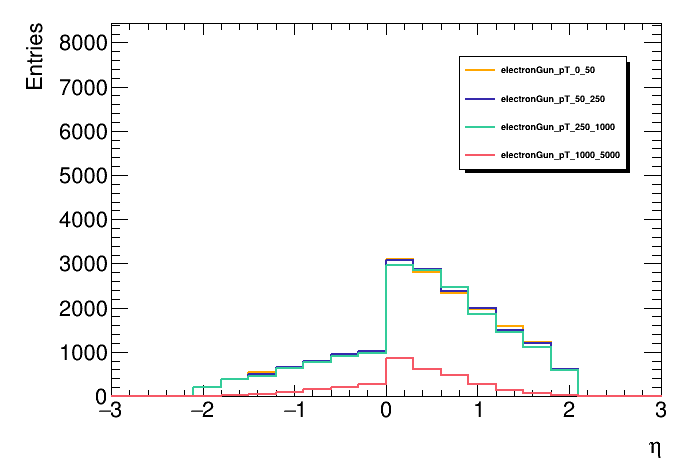 Entries
8000
7000
6000
5000
4000
3000
2000
1000
0
−3
−2
−1
0
1
2
3
η
electronGun_pT_0_50
electronGun_pT_50_250
electronGun_pT_250_1000
electronGun_pT_1000_5000